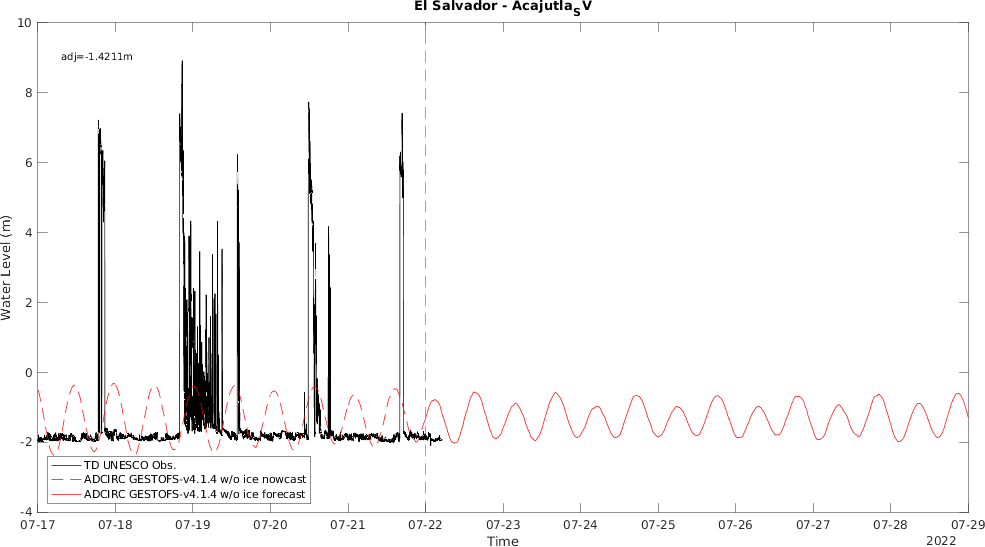 El Salvador - AcajutlaSV
adj=-1.4211m
10
8
6
4
2
0
-2
-4
Water Level (m)
TD UNESCO Obs.
ADCIRC GESTOFS-v4.1.4 w/o ice nowcast
ADCIRC GESTOFS-v4.1.4 w/o ice forecast
07-17 07-18 07-19 07-20 07-21 07-22 07-23 07-24 07-25 07-26 07-27 07-28 07-29
Time
2022